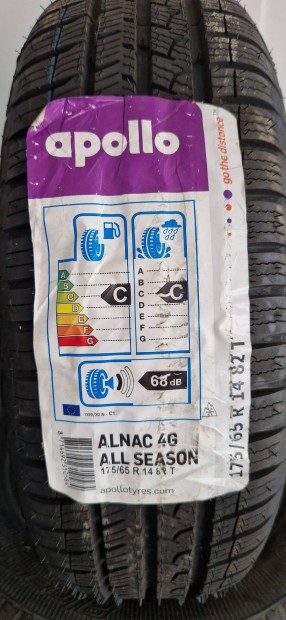 apollo
go the distance
A
B
C
D
E
F
G
C
A
B
C
D
E
F
G
C
68 dB
ALNAC 4G
ALL SEASON
175/65 R 14 82 T
apollotyres.com
175/65 R 14 82 T